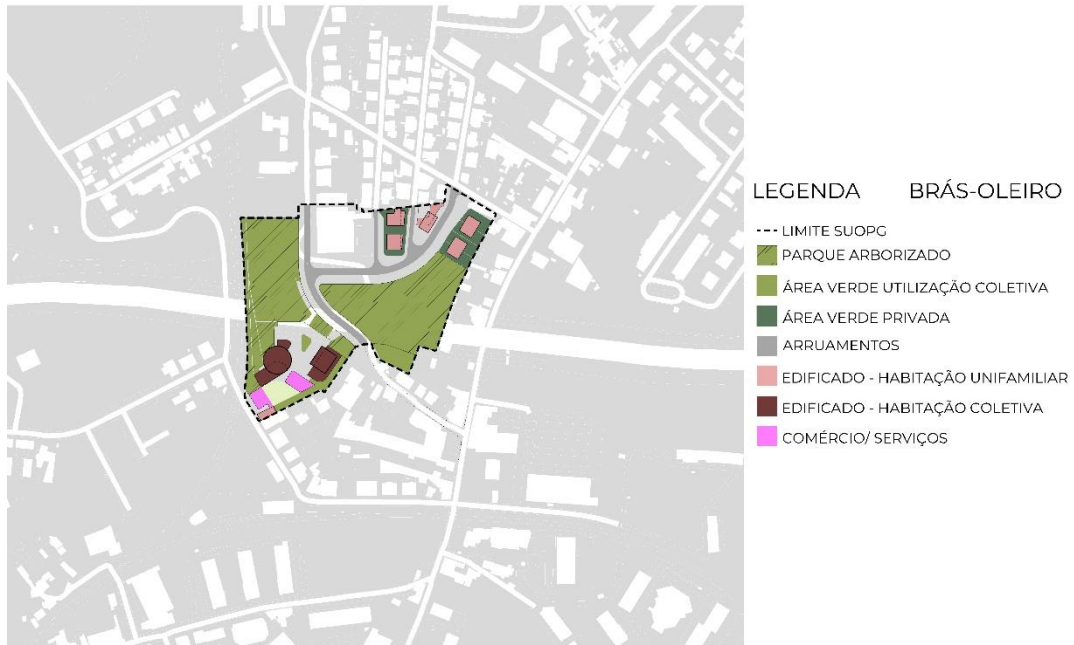 LEGENDA BRÁS-OLEIRO
LIMITE SUOPG
PARQUE ARBORIZADO
ÁREA VERDE UTILIZAÇÃO COLETIVA
ÁREA VERDE PRIVADA
ARRUAMENTOS
EDIFICADO - HABITAÇÃO UNIFAMILIAR
EDIFICADO - HABITAÇÃO COLETIVA
COMÉRCIO/ SERVIÇOS